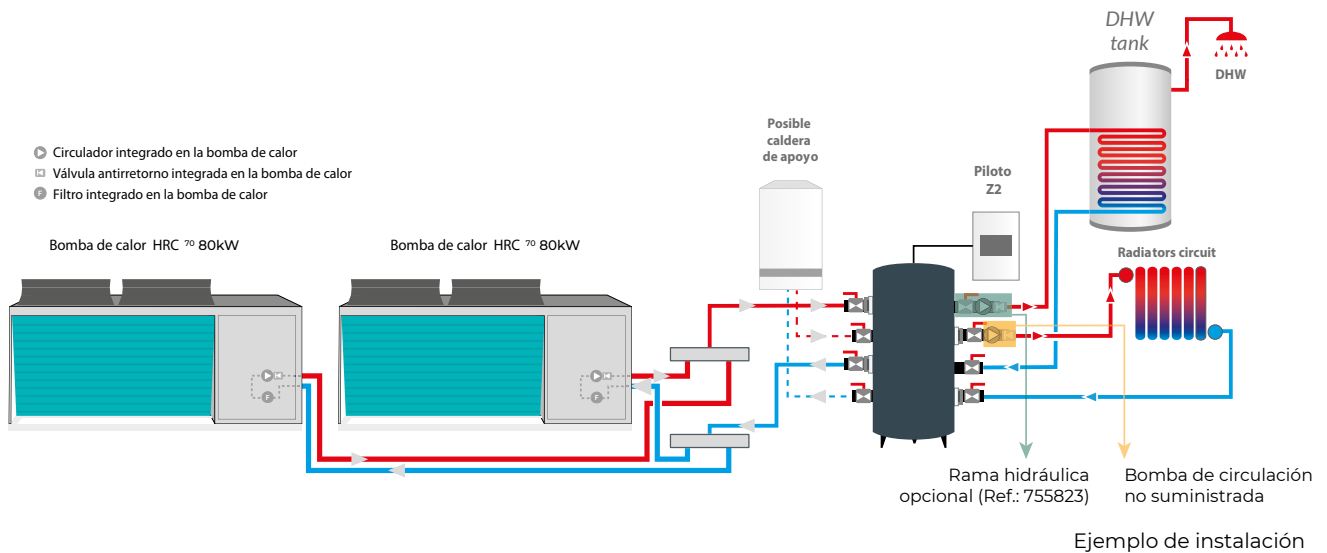 DHW
tank
DHW
Posible
caldera
de apoyo
Piloto
Z2
Circulador integrado en la bomba de calor
Válvula antirretorno integrada en la bomba de calor
F Filtro integrado en la bomba de calor
Bomba de calor HRC ⁷⁰ 80kW
Bomba de calor HRC ⁷⁰ 80kW
Radiators circuit
F
F
Rama hidráulica
opcional (Ref.: 755823)
Bomba de circulación
no suministrada
Ejemplo de instalación